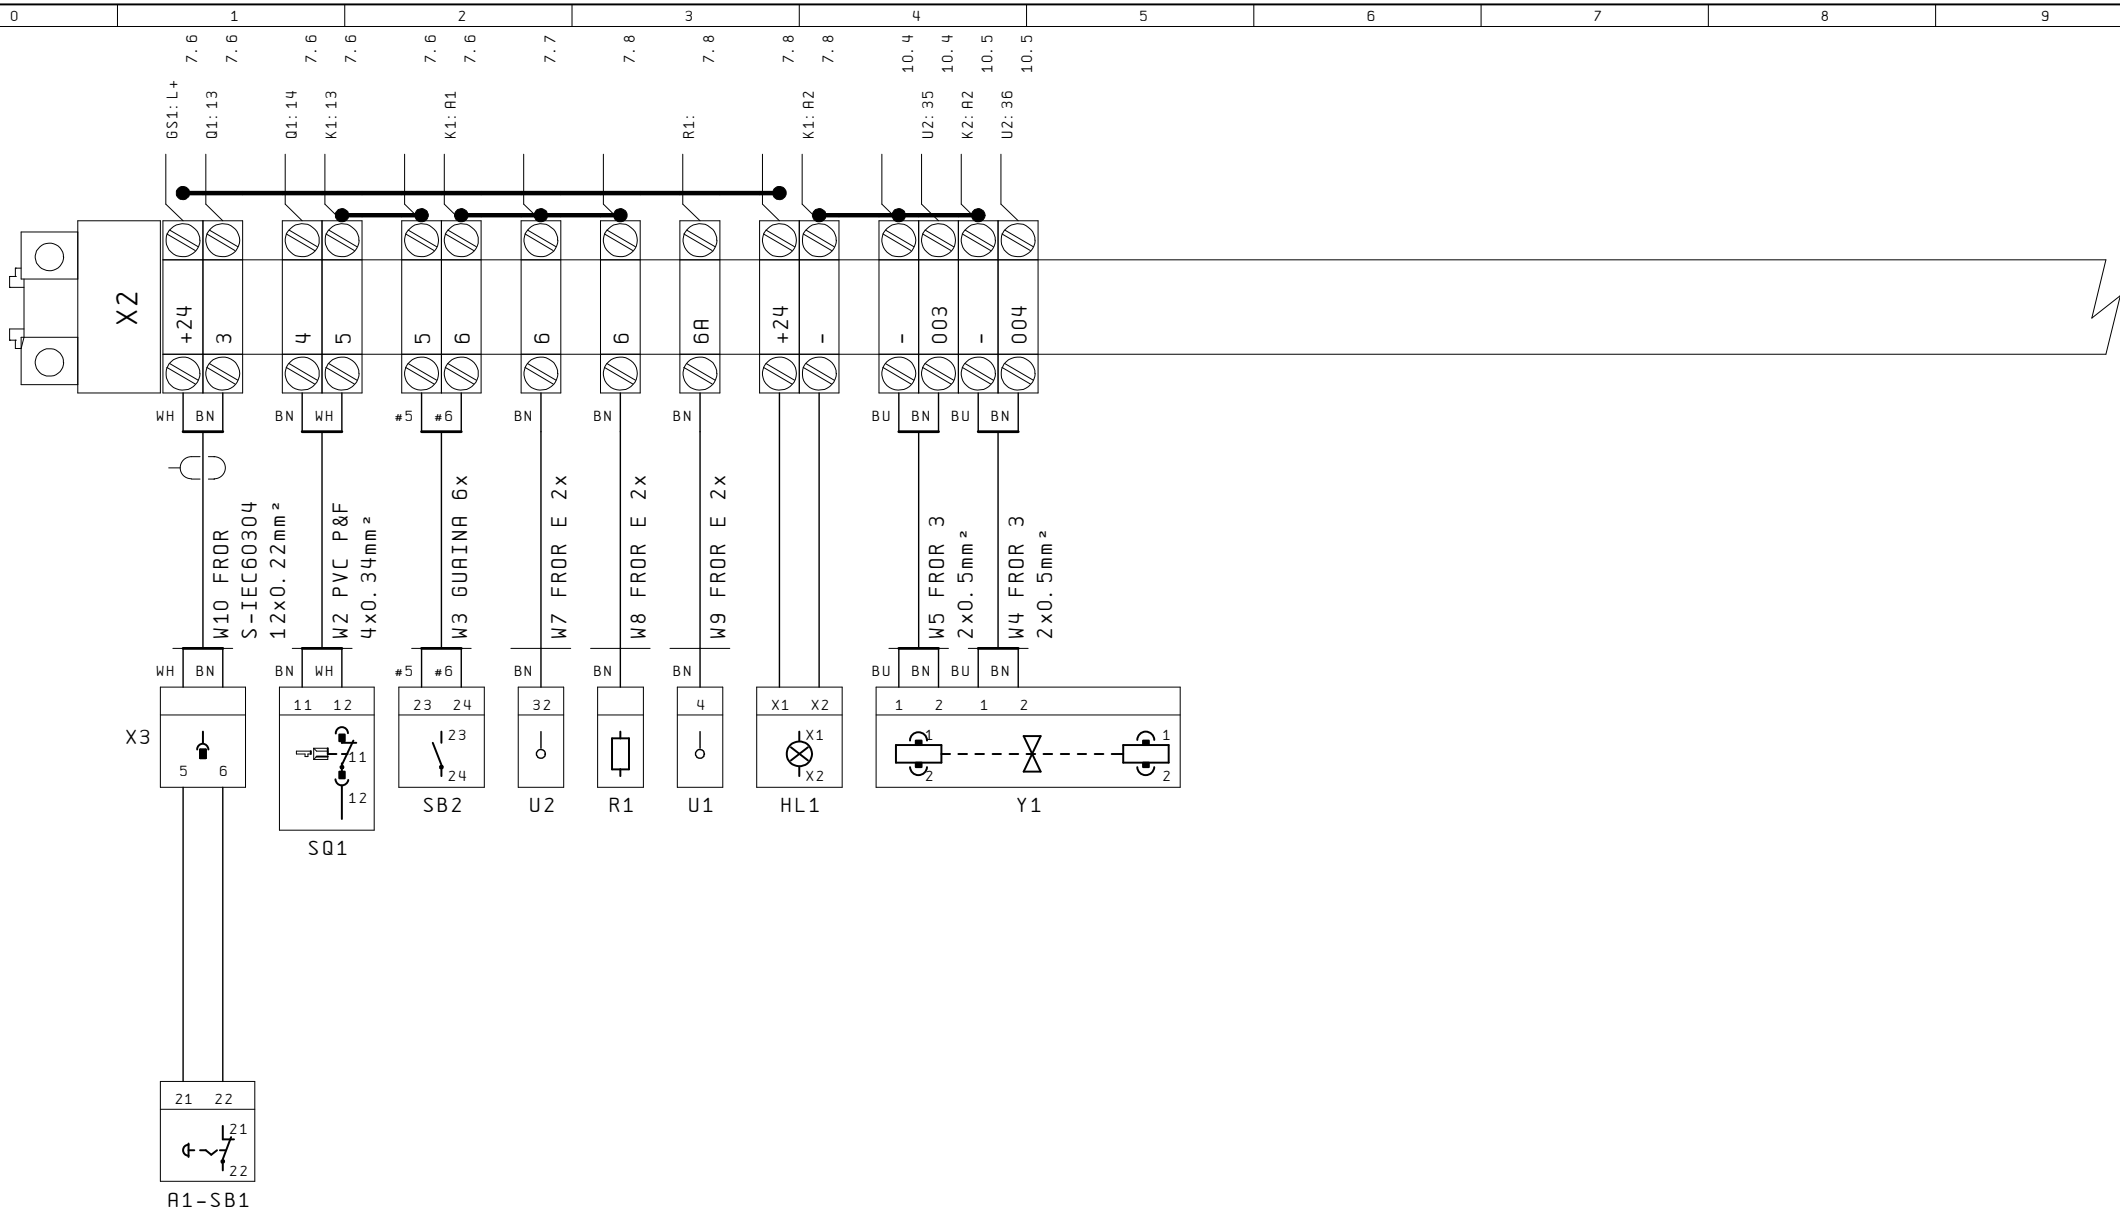 0 1 2 3 4 5 6 7 8 9
7.6 7.6 7.6 7.6 7.6 7.6 7.7 7.8 7.8 7.8 7.8 10.4 10.4 10.5 10.5
GS1:L+ Q1:13 Q1:14 K1:13 K1:A1 R1: K1:A2 U2:35 K2:A2 U2:36
X2 +24 3 4 5 5 6 6 6 6A +24 - - 003 - 004
WH BN BN WH #5 #6 BN BN BN BU BN BU BN
W10 FROR
S-IEC60304
12x0.22mm²
W2 PVC P&F
4x0.34mm²
W3 GUAINA 6x
W7 FROR E 2x
W8 FROR E 2x
W9 FROR E 2x
W5 FROR 3
2x0.5mm²
W4 FROR 3
2x0.5mm²
WH BN BN WH #5 #6 BN BN BN BU BN BU BN
11 12 23 24 32 4 X1 X2 1 2 1 2
X3
5 6
11
12
23
24
X1
X2
1
2
1
2
SQ1
SB2
U2
R1
U1
HL1
Y1
21 22
21
22
A1-SB1